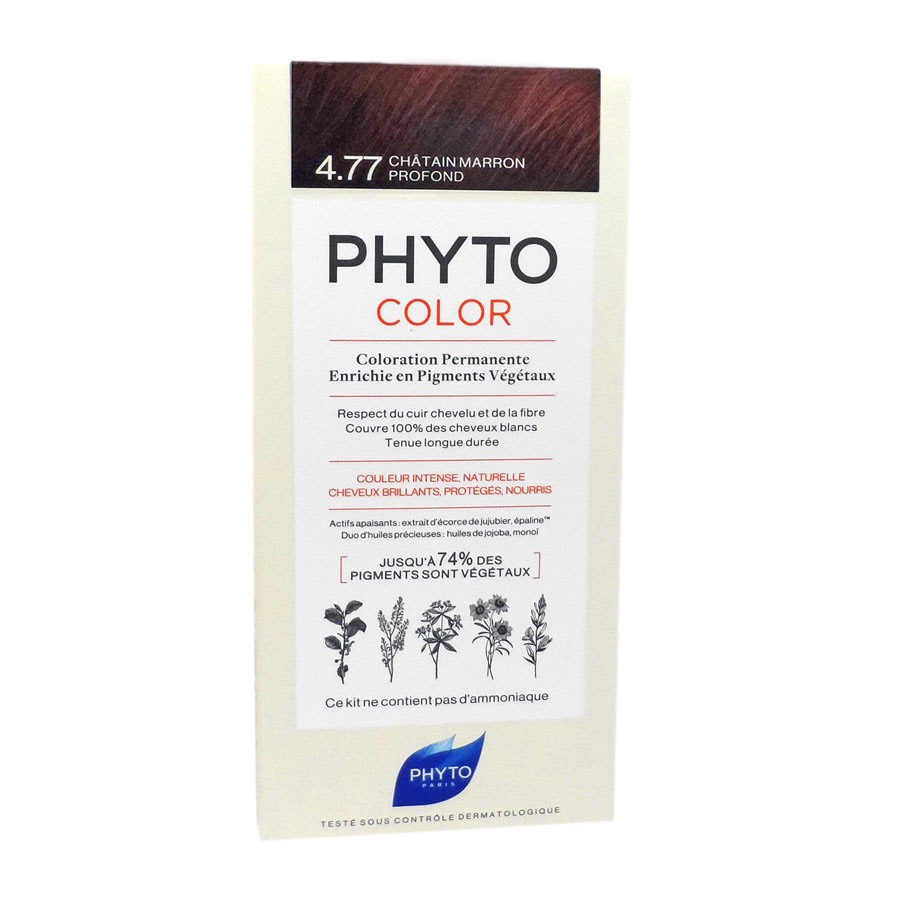 4.77 CHÂTAIN MARRON
PROFOND
PHYTO
COLOR
Coloration Permanente
Enrichie en Pigments Végétaux
Respect du cuir chevelu et de la fibre
Couvre 100% des cheveux blancs
Tenue longue durée
COULEUR INTENSE, NATURELLE
CHEVEUX BRILLANTS, PROTÉGÉS, NOURRIS
Actifs apaisants : extrait d'écorce de jujubier, épaline™
Duo d'huiles précieuses : huiles de jojoba, monoï
JUSQU'À 74% DES
PIGMENTS SONT VÉGÉTAUX
Ce kit ne contient pas d'ammoniaque
PHYTO
PARIS
TESTÉ SOUS CONTRÔLE DERMATOLOGIQUE